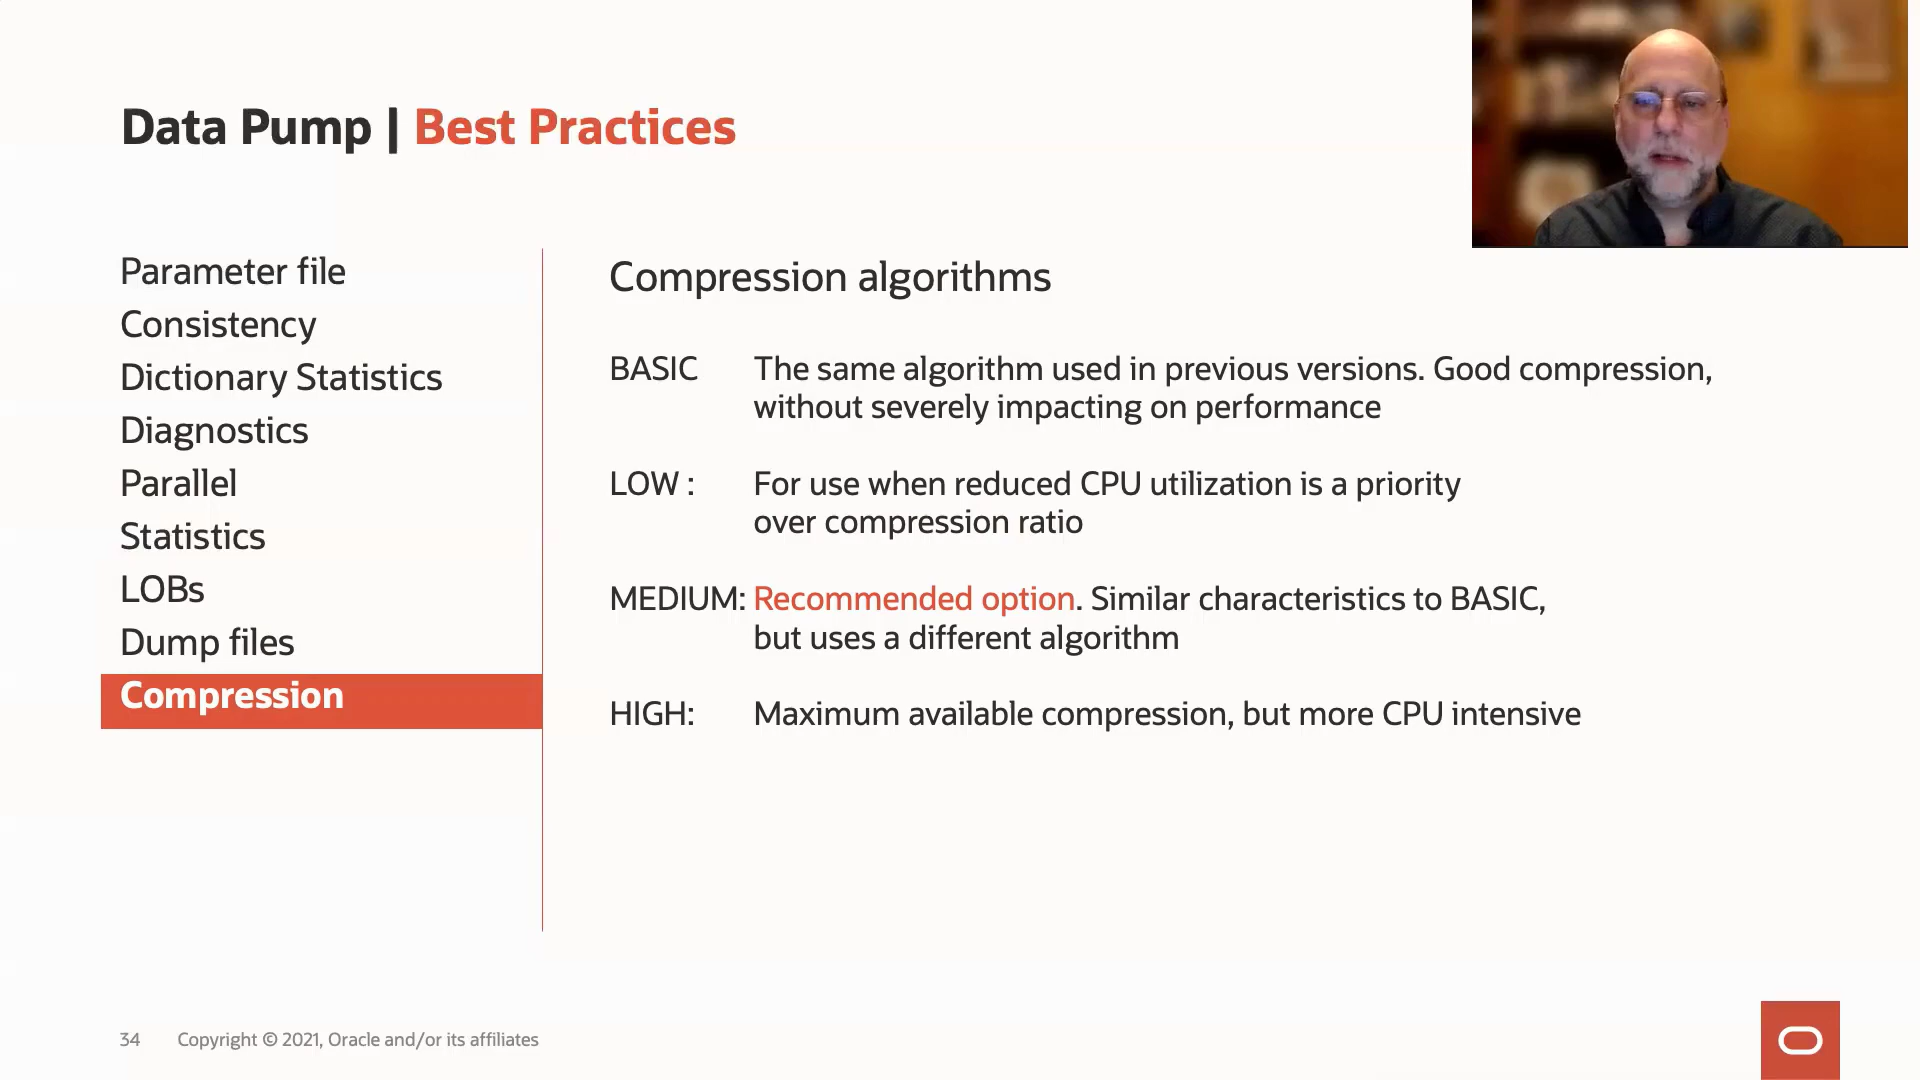 Data Pump | Best Practices
Parameter file
Consistency
Dictionary Statistics
Diagnostics
Parallel
Statistics
LOBs
Dump files
Compression
Compression algorithms
BASIC The same algorithm used in previous versions. Good compression,
without severely impacting on performance
LOW : For use when reduced CPU utilization is a priority
over compression ratio
MEDIUM: Recommended option. Similar characteristics to BASIC,
but uses a different algorithm
HIGH: Maximum available compression, but more CPU intensive
34 Copyright © 2021, Oracle and/or its affiliates